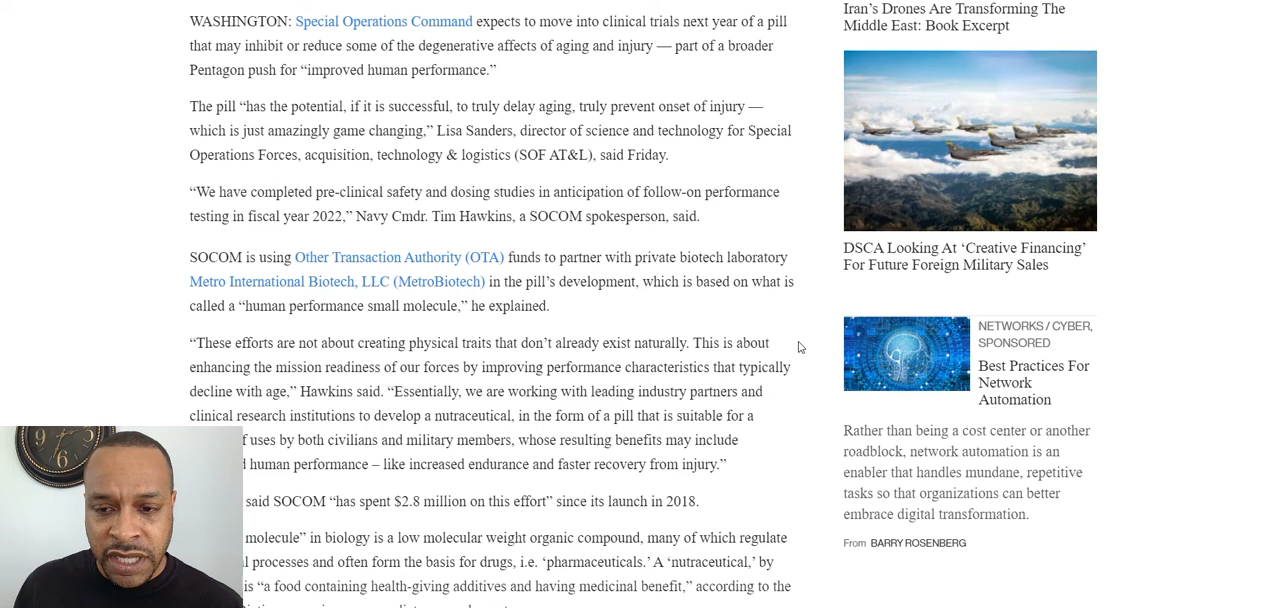 WASHINGTON: Special Operations Command expects to move into clinical trials next year of a pill
that may inhibit or reduce some of the degenerative affects of aging and injury — part of a broader
Pentagon push for “improved human performance.”
The pill “has the potential, if it is successful, to truly delay aging, truly prevent onset of injury —
which is just amazingly game changing,” Lisa Sanders, director of science and technology for Special
Operations Forces, acquisition, technology & logistics (SOF AT&L), said Friday.
“We have completed pre-clinical safety and dosing studies in anticipation of follow-on performance
testing in fiscal year 2022,” Navy Cmdr. Tim Hawkins, a SOCOM spokesperson, said.
SOCOM is using Other Transaction Authority (OTA) funds to partner with private biotech laboratory
Metro International Biotech, LLC (MetroBiotech) in the pill’s development, which is based on what is
called a “human performance small molecule,” he explained.
“These efforts are not about creating physical traits that don’t already exist naturally. This is about
enhancing the mission readiness of our forces by improving performance characteristics that typically
decline with age,” Hawkins said. “Essentially, we are working with leading industry partners and
clinical research institutions to develop a nutraceutical, in the form of a pill that is suitable for a
uses by both civilians and military members, whose resulting benefits may include
human performance – like increased endurance and faster recovery from injury.”
said SOCOM “has spent $2.8 million on this effort” since its launch in 2018.
molecule” in biology is a low molecular weight organic compound, many of which regulate
processes and often form the basis for drugs, i.e. ‘pharmaceuticals.’ A ‘nutraceutical,’ by
is “a food containing health-giving additives and having medicinal benefit,” according to the
Iran’s Drones Are Transforming The
Middle East: Book Excerpt
DSCA Looking At ‘Creative Financing’
For Future Foreign Military Sales
NETWORKS / CYBER,
SPONSORED
Best Practices For
Network
Automation
Rather than being a cost center or another
roadblock, network automation is an
enabler that handles mundane, repetitive
tasks so that organizations can better
embrace digital transformation.
From BARRY ROSENBERG